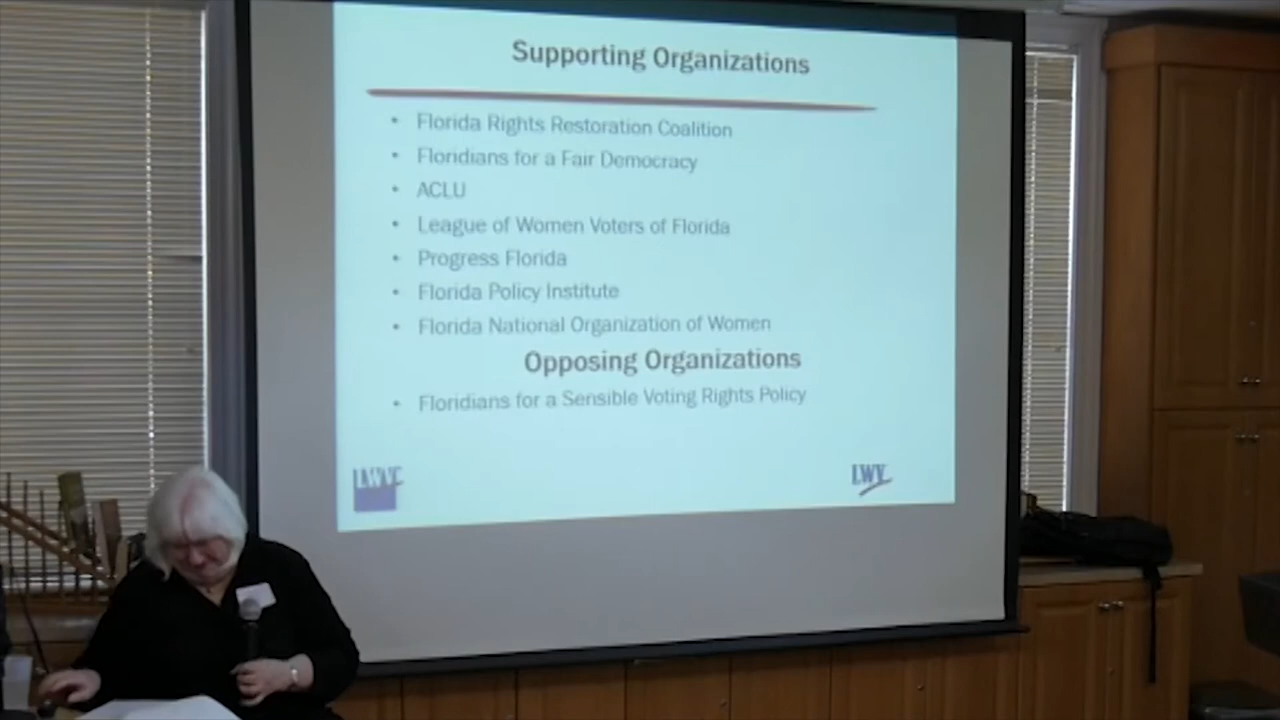 Supporting Organizations
• Florida Rights Restoration Coalition
• Floridians for a Fair Democracy
• ACLU
• League of Women Voters of Florida
• Progress Florida
• Florida Policy Institute
• Florida National Organization of Women
Opposing Organizations
• Floridians for a Sensible Voting Rights Policy
LWV